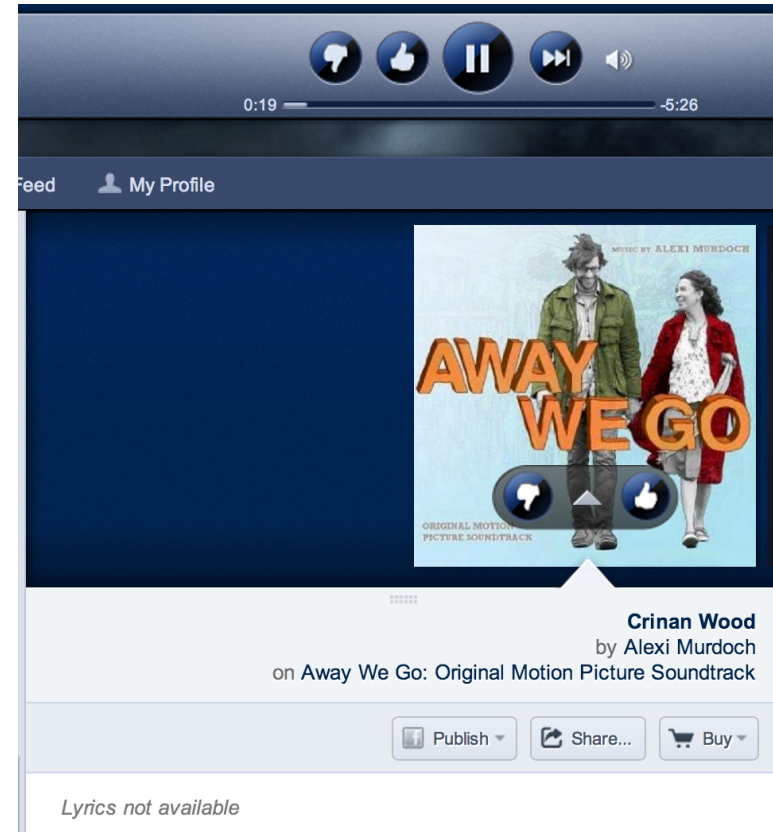 0:19 -5:26
Feed My Profile
MUSIC BY ALEXI MURDOCH
AWAY
WE GO
ORIGINAL MOTION
PICTURE SOUNDTRACK
Crinan Wood
by Alexi Murdoch
on Away We Go: Original Motion Picture Soundtrack
f Publish Share... Buy
Lyrics not available